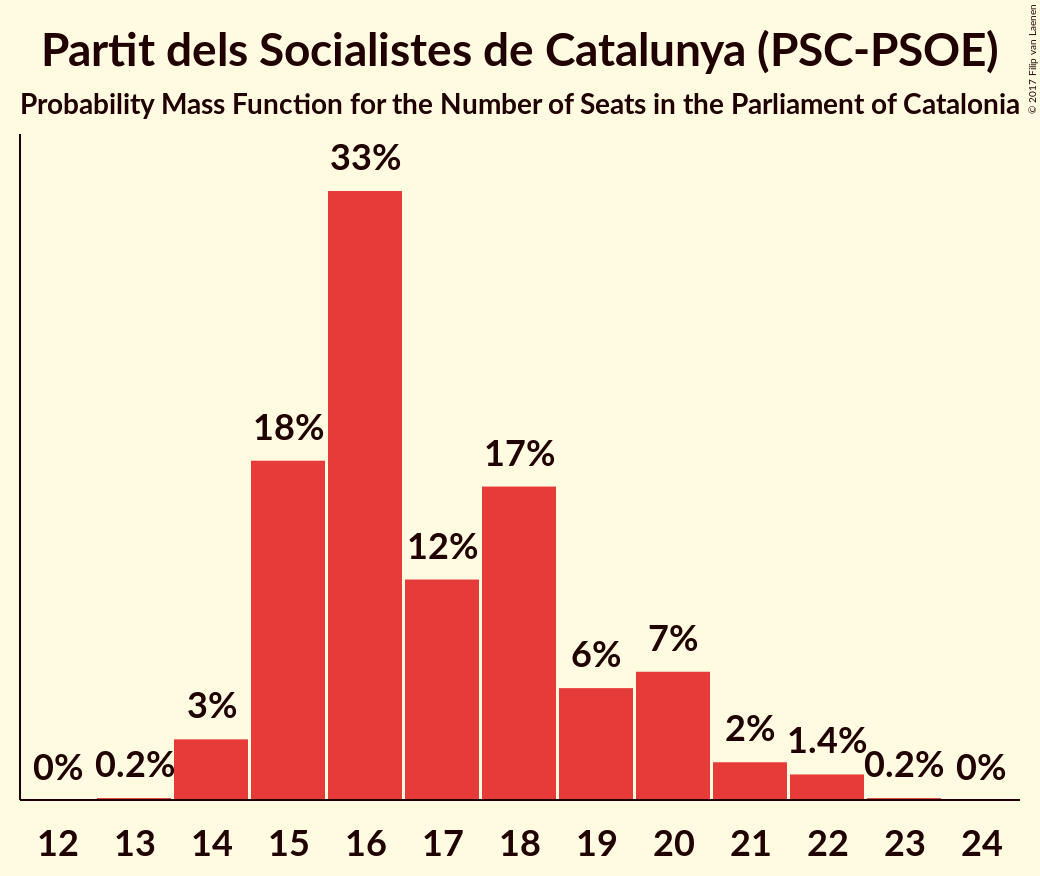 Partit dels Socialistes de Catalunya (PSC-PSOE)
Probability Mass Function for the Number of Seats in the Parliament of Catalonia
© 2017 Filip van Laenen
0% 0.2% 3% 18% 33% 12% 17% 6% 7% 2% 1.4% 0.2% 0%
12 13 14 15 16 17 18 19 20 21 22 23 24